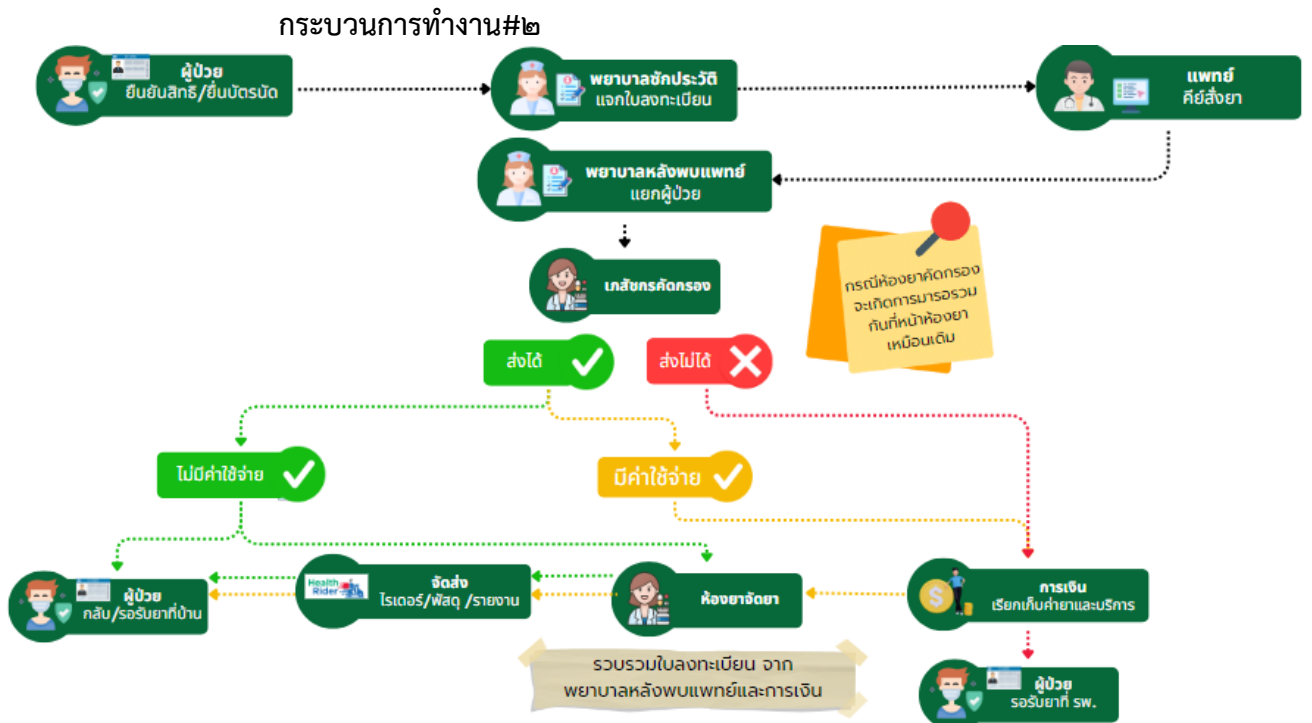 กระบวนการทำงาน#๒
ผู้ป่วย
ยืนยันสิทธิ/ยื่นบัตรนัด
พยาบาลซักประวัติ
แจกใบลงทะเบียน
แพทย์
คีย์สั่งยา
พยาบาลหลังพบแพทย์
แยกผู้ป่วย
เภสัชกรคัดกรอง
กรณีห้องยาคัดกรอง
จะเกิดการมารอรวม
กันที่หน้าห้องยา
เหมือนเดิม
ส่งได้
ส่งไม่ได้
ไม่มีค่าใช้จ่าย
มีค่าใช้จ่าย
ผู้ป่วย
กลับ/รอรับยาที่บ้าน
Health
Rider
จัดส่ง
ไรเดอร์/พัสดุ /รายงาน
ห้องยาจัดยา
การเงิน
เรียกเก็บค่ายาและบริการ
รวบรวมใบลงทะเบียน จาก
พยาบาลหลังพบแพทย์และการเงิน
ผู้ป่วย
รอรับยาที่ รพ.